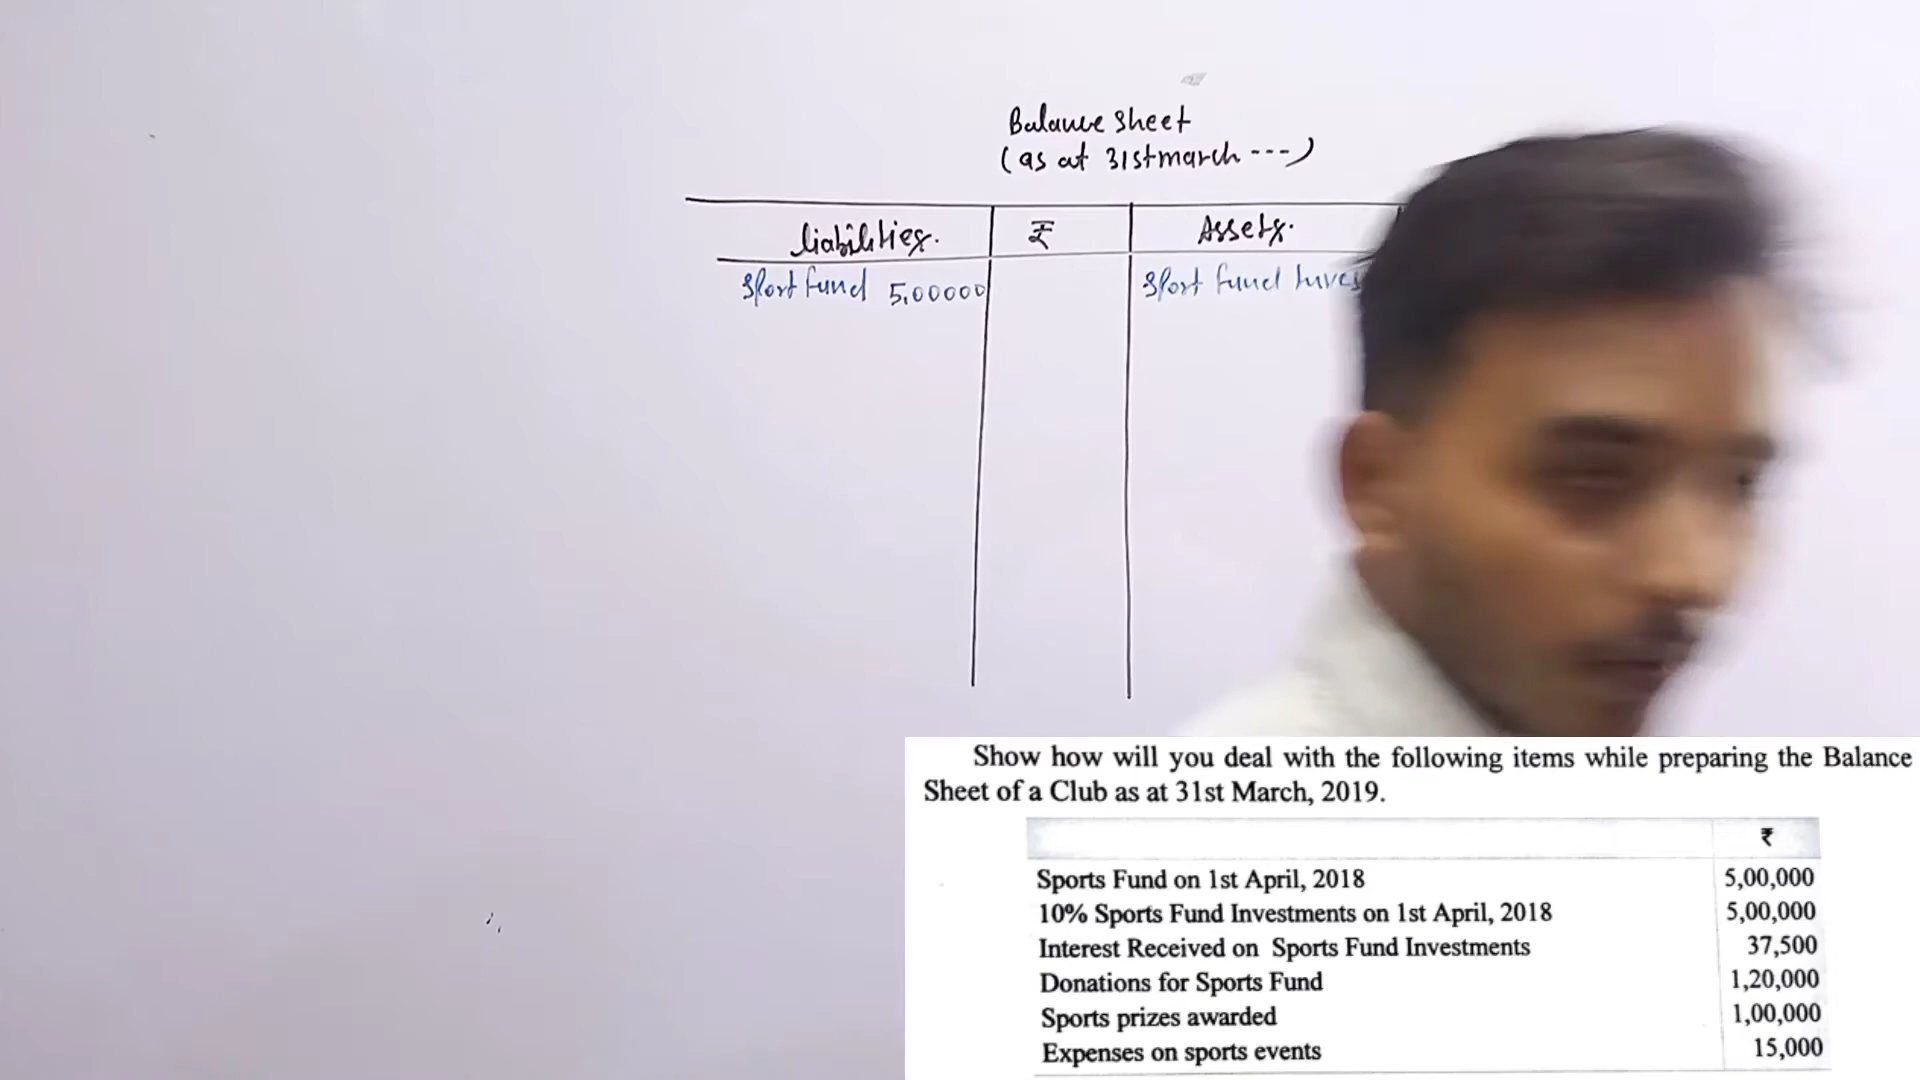 Balance Sheet
(as at 31st march ---)
Liabilities. ₹ Assets.
Sport fund 5,00000 Sport fund
Show how will you deal with the following items while preparing the Balance
Sheet of a Club as at 31st March, 2019.
₹
Sports Fund on 1st April, 2018 5,00,000
10% Sports Fund Investments on 1st April, 2018 5,00,000
Interest Received on Sports Fund Investments 37,500
Donations for Sports Fund 1,20,000
Sports prizes awarded 1,00,000
Expenses on sports events 15,000